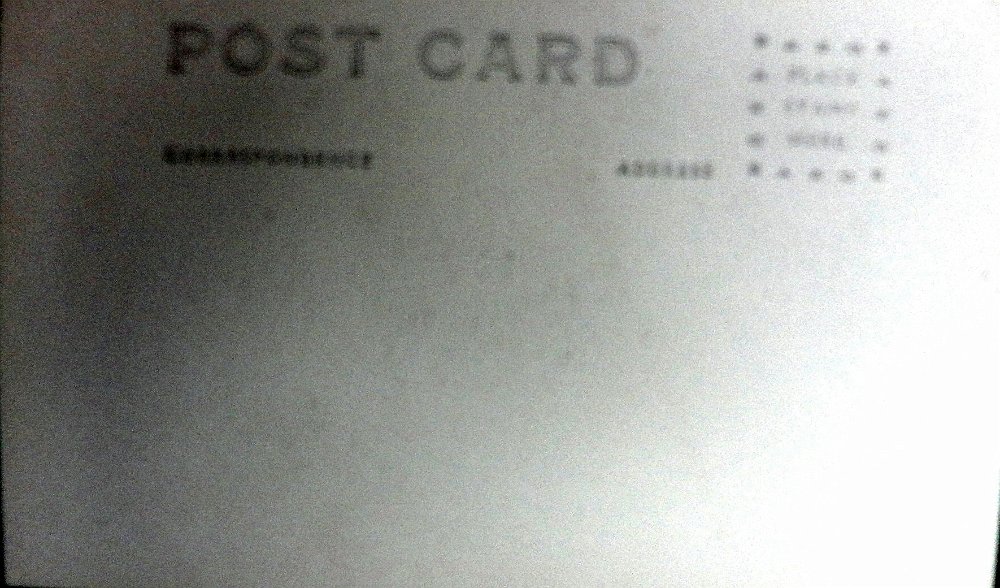 POST CARD
PLACE
STAMP
HERE
CORRESPONDENCE
ADDRESS